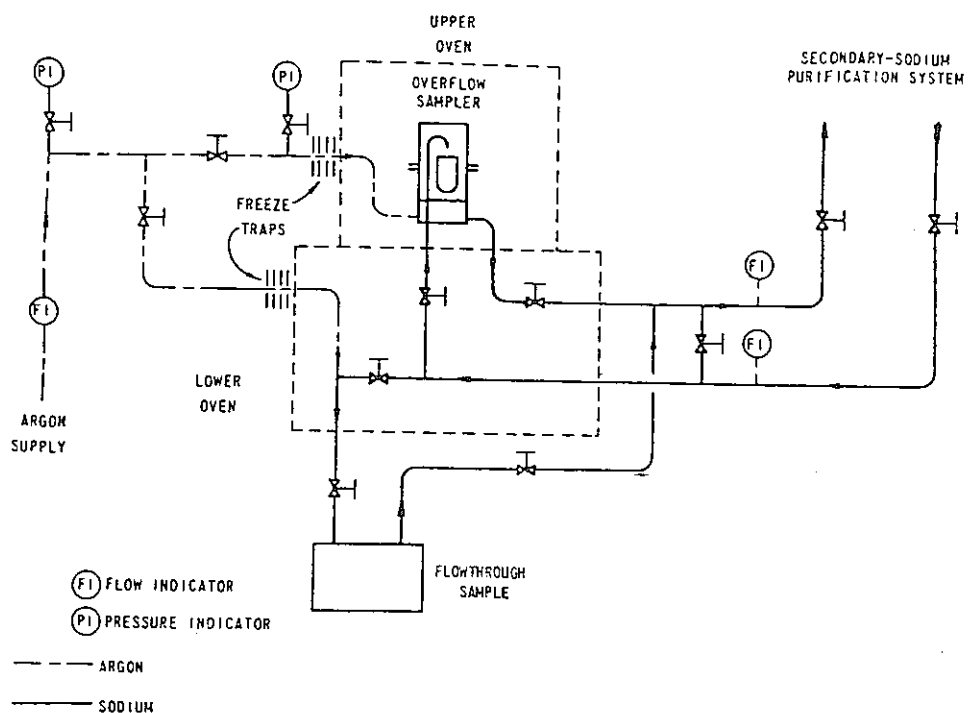 UPPER
OVEN
SECONDARY-SODIUM
PURIFICATION SYSTEM
PI
PI
OVERFLOW
SAMPLER
FREEZE
TRAPS
FI
FI
FI
LOWER
OVEN
ARGON
SUPPLY
FLOWTHROUGH
SAMPLE
FI FLOW INDICATOR
PI PRESSURE INDICATOR
ARGON
SODIUM